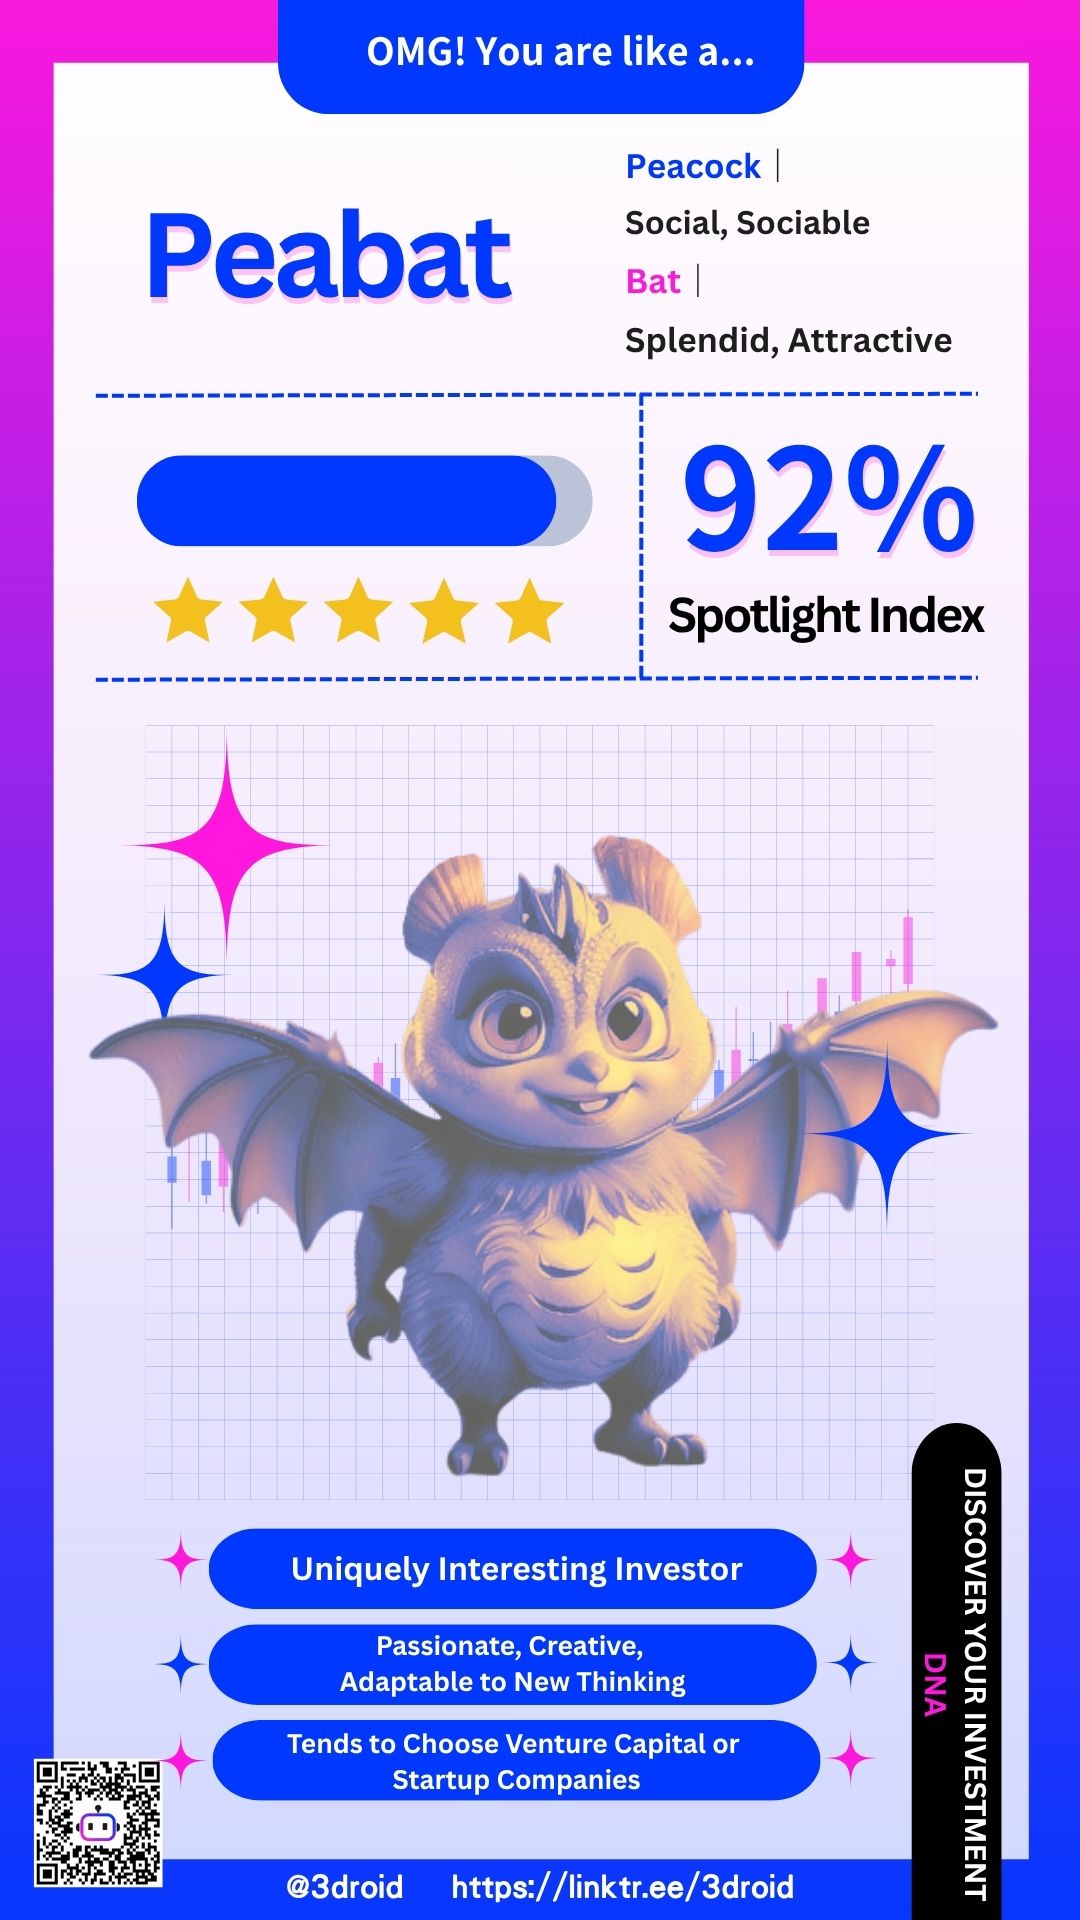 OMG! You are like a...
Peabat
Peacock |
Social, Sociable
Bat |
Splendid, Attractive
92%
Spotlight Index
Uniquely Interesting Investor
Passionate, Creative,
Adaptable to New Thinking
Tends to Choose Venture Capital or
Startup Companies
DISCOVER YOUR INVESTMENT
DNA
@3droid https://linktr.ee/3droid